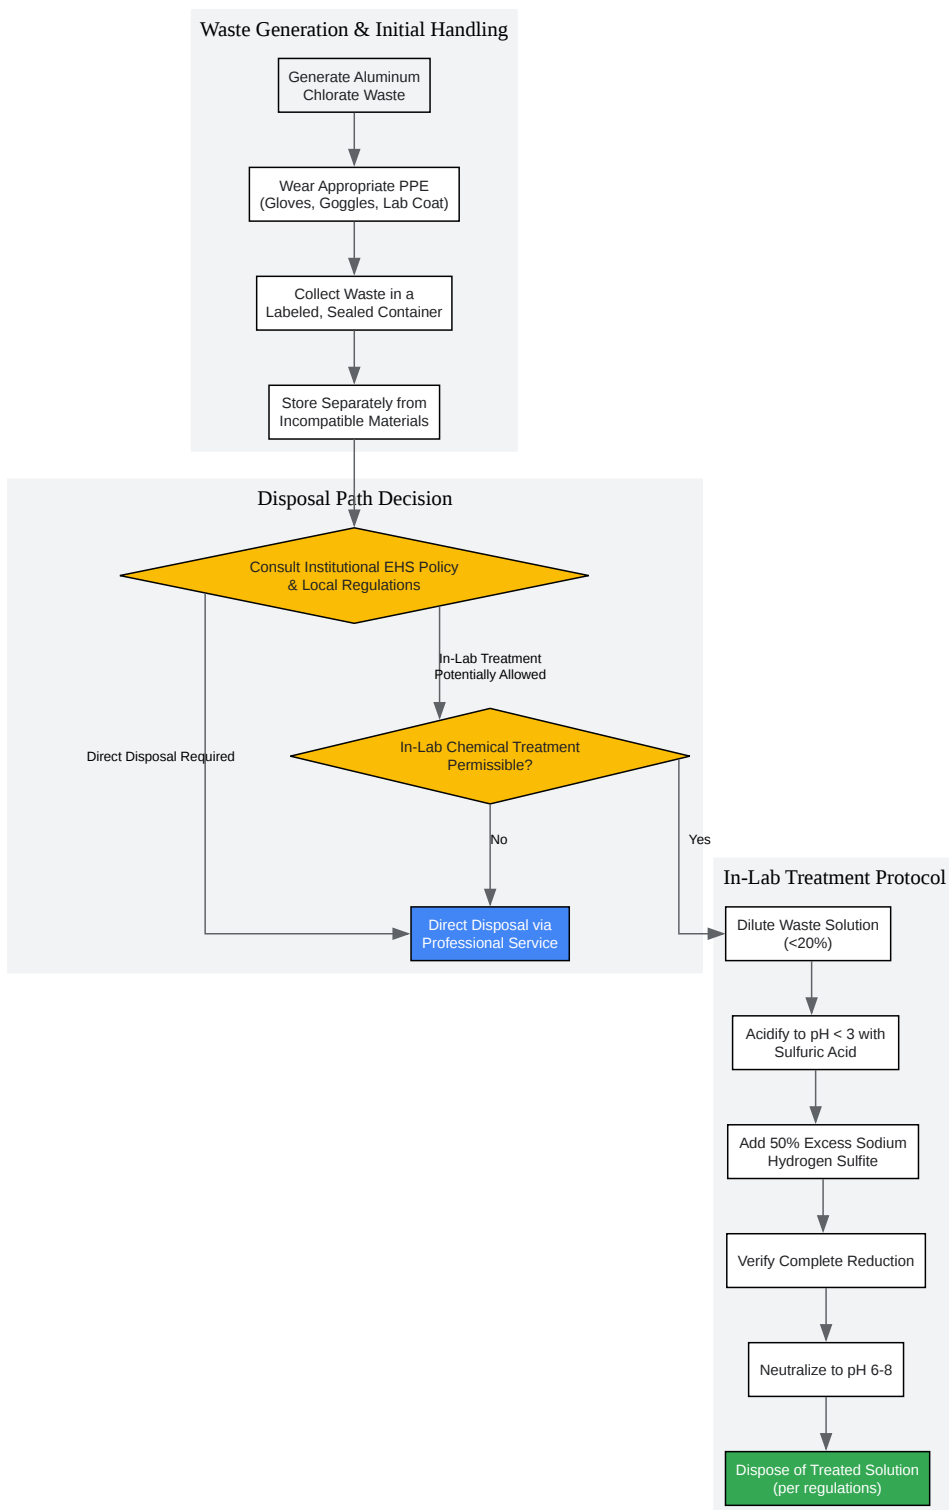 Waste Generation & Initial Handling
Generate Aluminum
Chlorate Waste
Wear Appropriate PPE
(Gloves, Goggles, Lab Coat)
Collect Waste in a
Labeled, Sealed Container
Store Separately from
Incompatible Materials
Disposal Path Decision
Consult Institutional EHS Policy
& Local Regulations
In-Lab Treatment
Potentially Allowed
Direct Disposal Required
In-Lab Chemical Treatment
Permissible?
No
Yes
Direct Disposal via
Professional Service
In-Lab Treatment Protocol
Dilute Waste Solution
(<20%)
Acidify to pH < 3 with
Sulfuric Acid
Add 50% Excess Sodium
Hydrogen Sulfite
Verify Complete Reduction
Neutralize to pH 6-8
Dispose of Treated Solution
(per regulations)